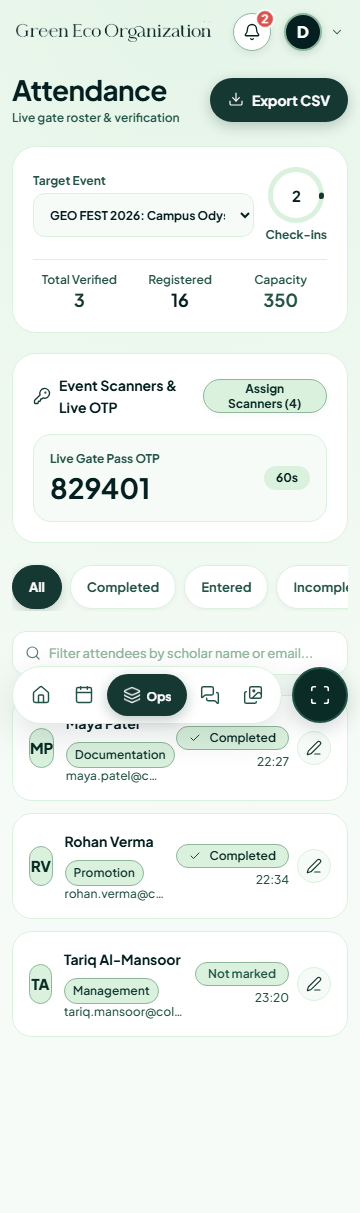 Green Eco Organization
2
D
Attendance
Live gate roster & verification
Export CSV
Target Event
GEO FEST 2026: Campus Ody
2
Check-ins
Total Verified
Registered
Capacity
3
16
350
Event Scanners &
Live OTP
Assign
Scanners (4)
Live Gate Pass OTP
829401
60s
All
Completed
Entered
Incomple
Filter attendees by scholar name or email...
Ops
Maya Patel
MP
Documentation
maya.patel@c...
Completed
22:27
Rohan Verma
RV
Promotion
rohan.verma@c...
Completed
22:34
Tariq Al-Mansoor
TA
Management
tariq.mansoor@col...
Not marked
23:20